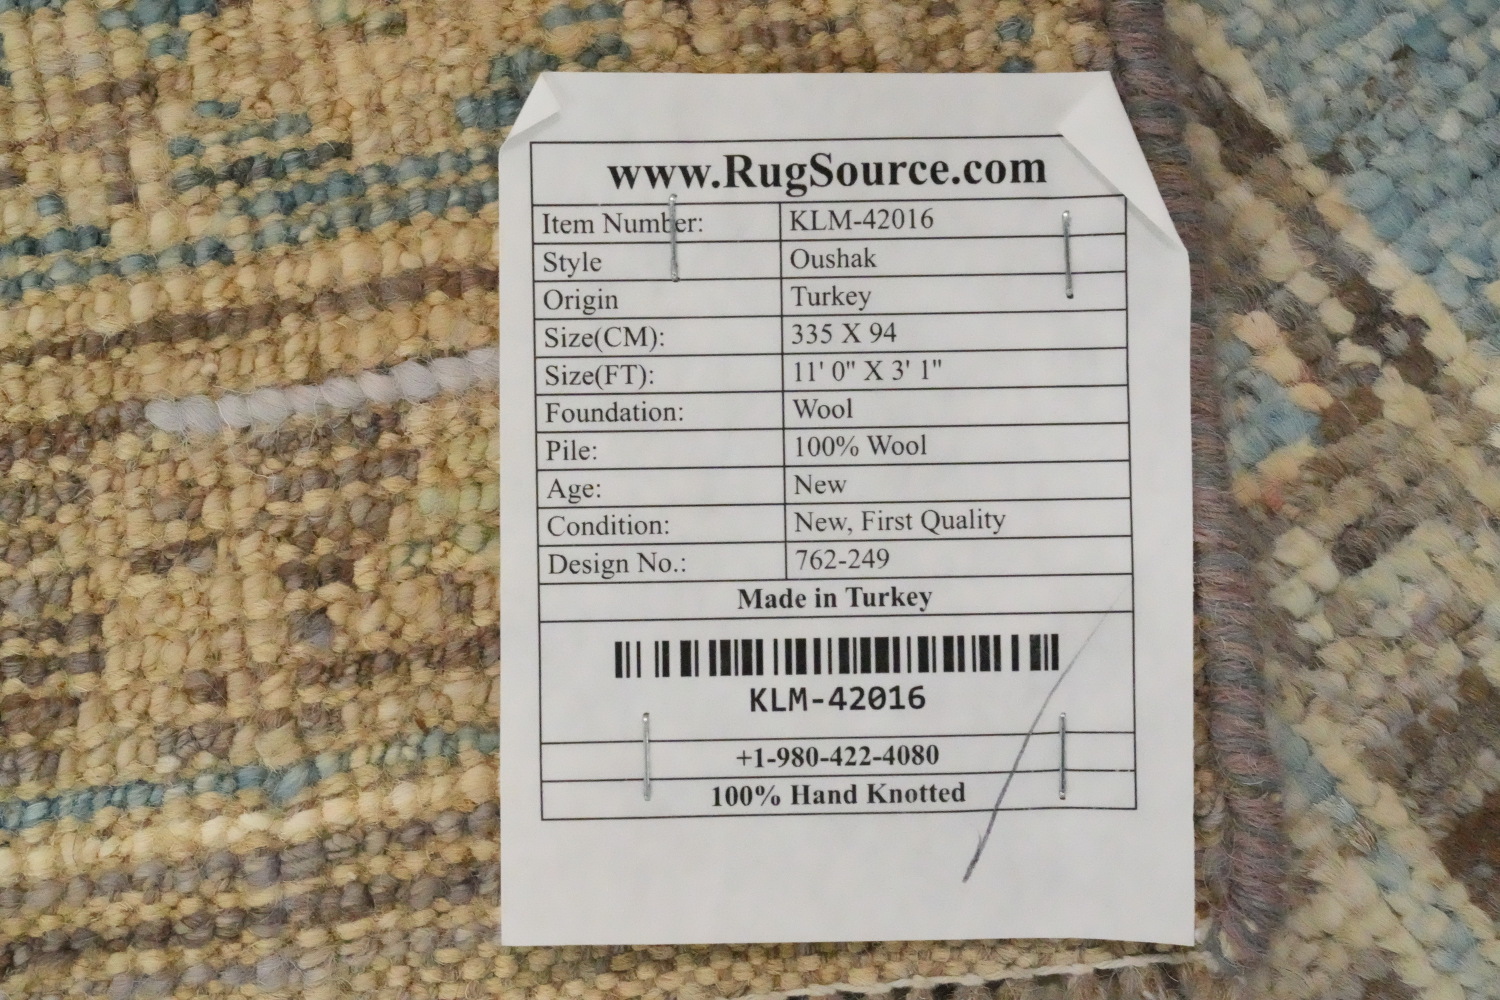 www.RugSource.com
Item Number: KLM-42016
Style Oushak
Origin Turkey
Size(CM): 335 X 94
Size(FT): 11' 0" X 3' 1"
Foundation: Wool
Pile: 100% Wool
Age: New
Condition: New, First Quality
Design No.: 762-249
Made in Turkey
KLM-42016
+1-980-422-4080
100% Hand Knotted